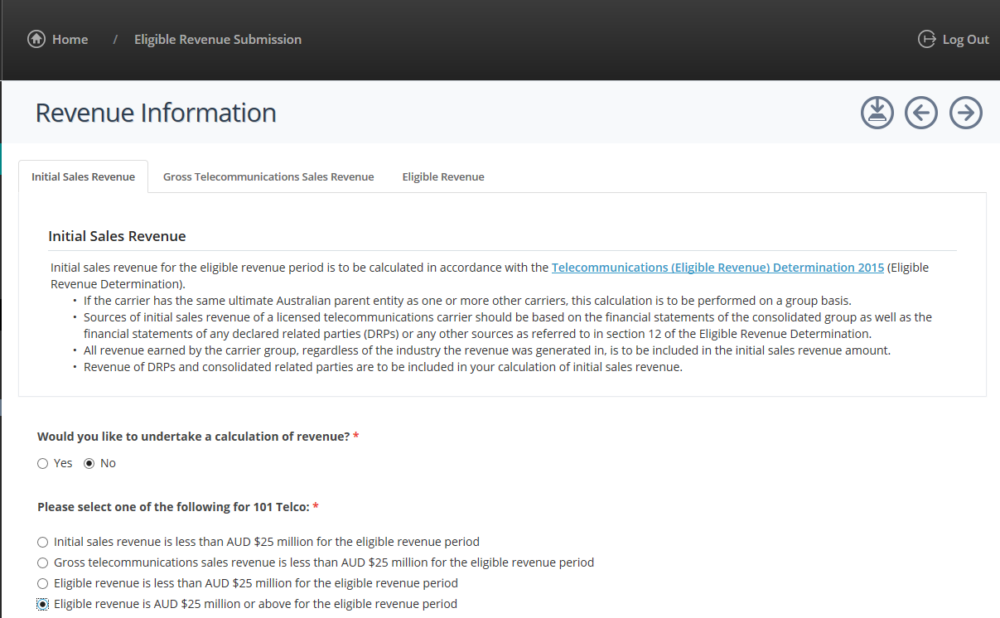 Home / Eligible Revenue Submission Log Out
Revenue Information
Initial Sales Revenue Gross Telecommunications Sales Revenue Eligible Revenue
Initial Sales Revenue
Initial sales revenue for the eligible revenue period is to be calculated in accordance with the Telecommunications (Eligible Revenue) Determination 2015 (Eligible
Revenue Determination).
• If the carrier has the same ultimate Australian parent entity as one or more other carriers, this calculation is to be performed on a group basis.
• Sources of initial sales revenue of a licensed telecommunications carrier should be based on the financial statements of the consolidated group as well as the
financial statements of any declared related parties (DRPs) or any other sources as referred to in section 12 of the Eligible Revenue Determination.
• All revenue earned by the carrier group, regardless of the industry the revenue was generated in, is to be included in the initial sales revenue amount.
• Revenue of DRPs and consolidated related parties are to be included in your calculation of initial sales revenue.
Would you like to undertake a calculation of revenue? *
Yes No
Please select one of the following for 101 Telco: *
Initial sales revenue is less than AUD $25 million for the eligible revenue period
Gross telecommunications sales revenue is less than AUD $25 million for the eligible revenue period
Eligible revenue is less than AUD $25 million for the eligible revenue period
Eligible revenue is AUD $25 million or above for the eligible revenue period